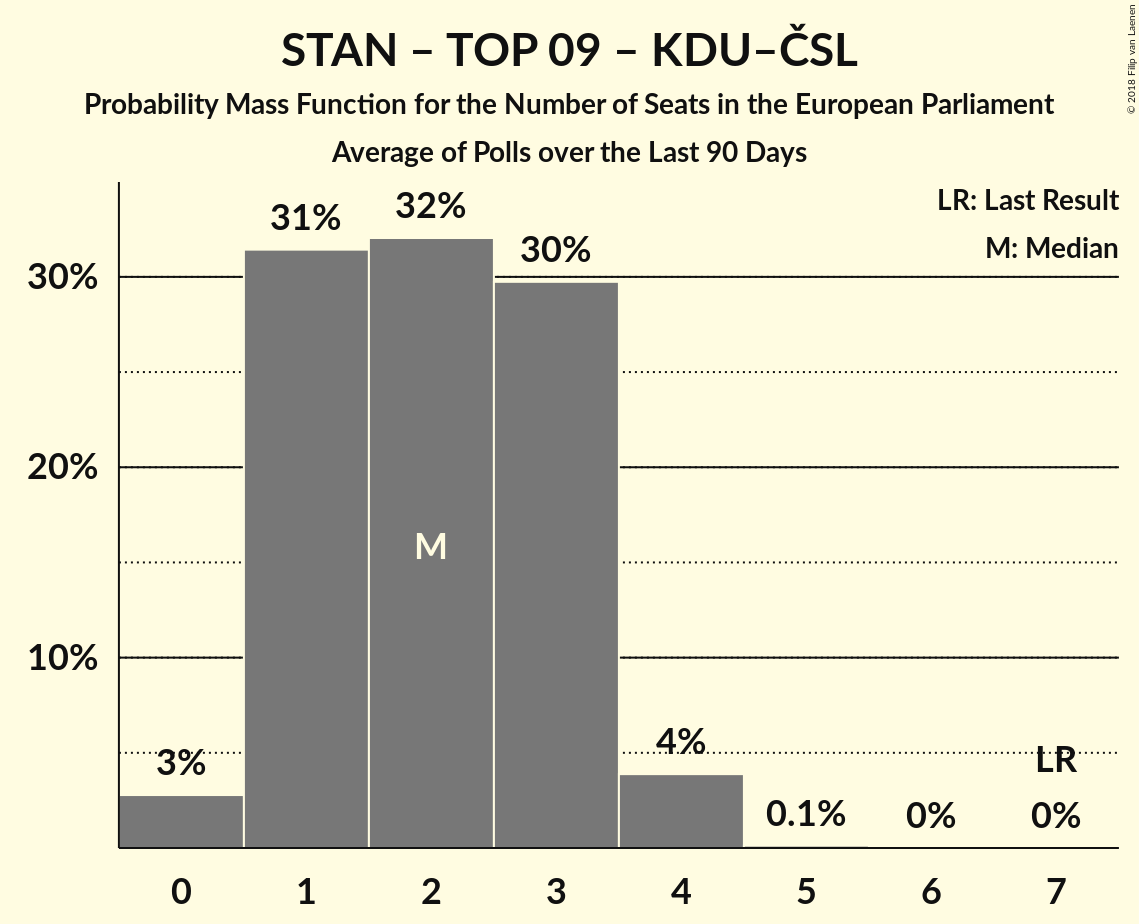 STAN – TOP 09 – KDU–ČSL
Probability Mass Function for the Number of Seats in the European Parliament
Average of Polls over the Last 90 Days
© 2018 Filip van Laenen
LR: Last Result
M: Median
31%
32%
30%
30%
20%
M
10%
3%
4%
LR
0.1%
0%
0%
0
1
2
3
4
5
6
7